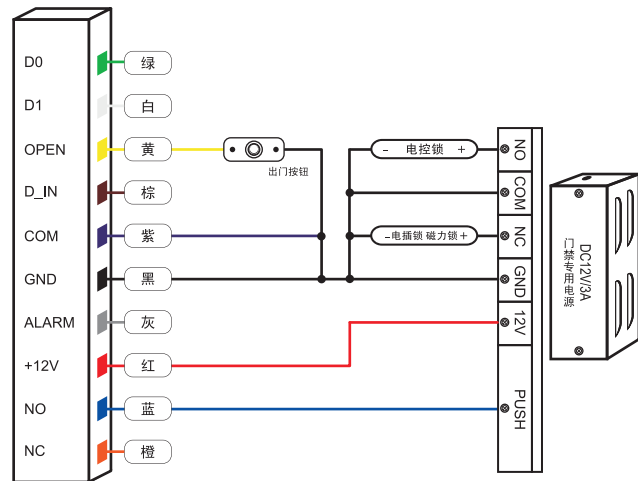 D0 绿
D1 白
OPEN 黄
出门按钮
D_IN 棕
COM 紫
GND 黑
ALARM 灰
+12V 红
NO 蓝
NC 橙
- 电控锁 +
-电插锁 磁力锁+
NO
COM
NC
GND
12V
PUSH
DC12V/3A
门禁专用电源